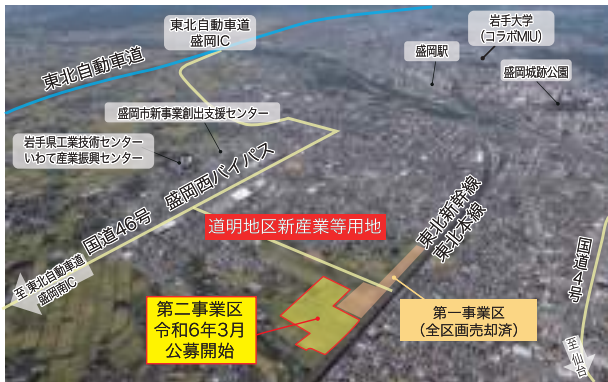 東北自動車道
盛岡IC
岩手大学
（コラボMIU）
盛岡駅
盛岡城跡公園
東北自動車道
盛岡市新事業創出支援センター
岩手県工業技術センター
いわて産業振興センター
国道46号　盛岡西バイパス
道明地区新産業等用地
東北新幹線
東北本線
国道4号
至 東北自動車道
盛岡南IC
第二事業区
令和6年3月
公募開始
第一事業区
（全区画売却済）
至 仙台